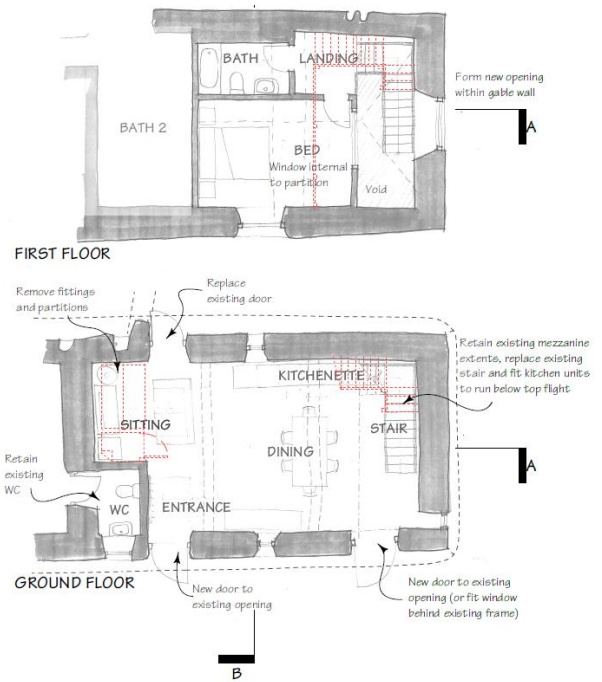 BATH
LANDING
Form new opening
within gable wall
A
BATH 2
BED
Window internal
to partition
Void
FIRST FLOOR
Replace
existing door
Remove fittings
and partitions
Retain existing mezzanine
extents, replace existing
stair and fit kitchen units
to run below top flight
KITCHENETTE
SITTING
STAIR
DINING
Retain
existing
WC
A
WC
ENTRANCE
GROUND FLOOR
New door to
existing opening
New door to existing
opening (or fit window
behind existing frame)
B